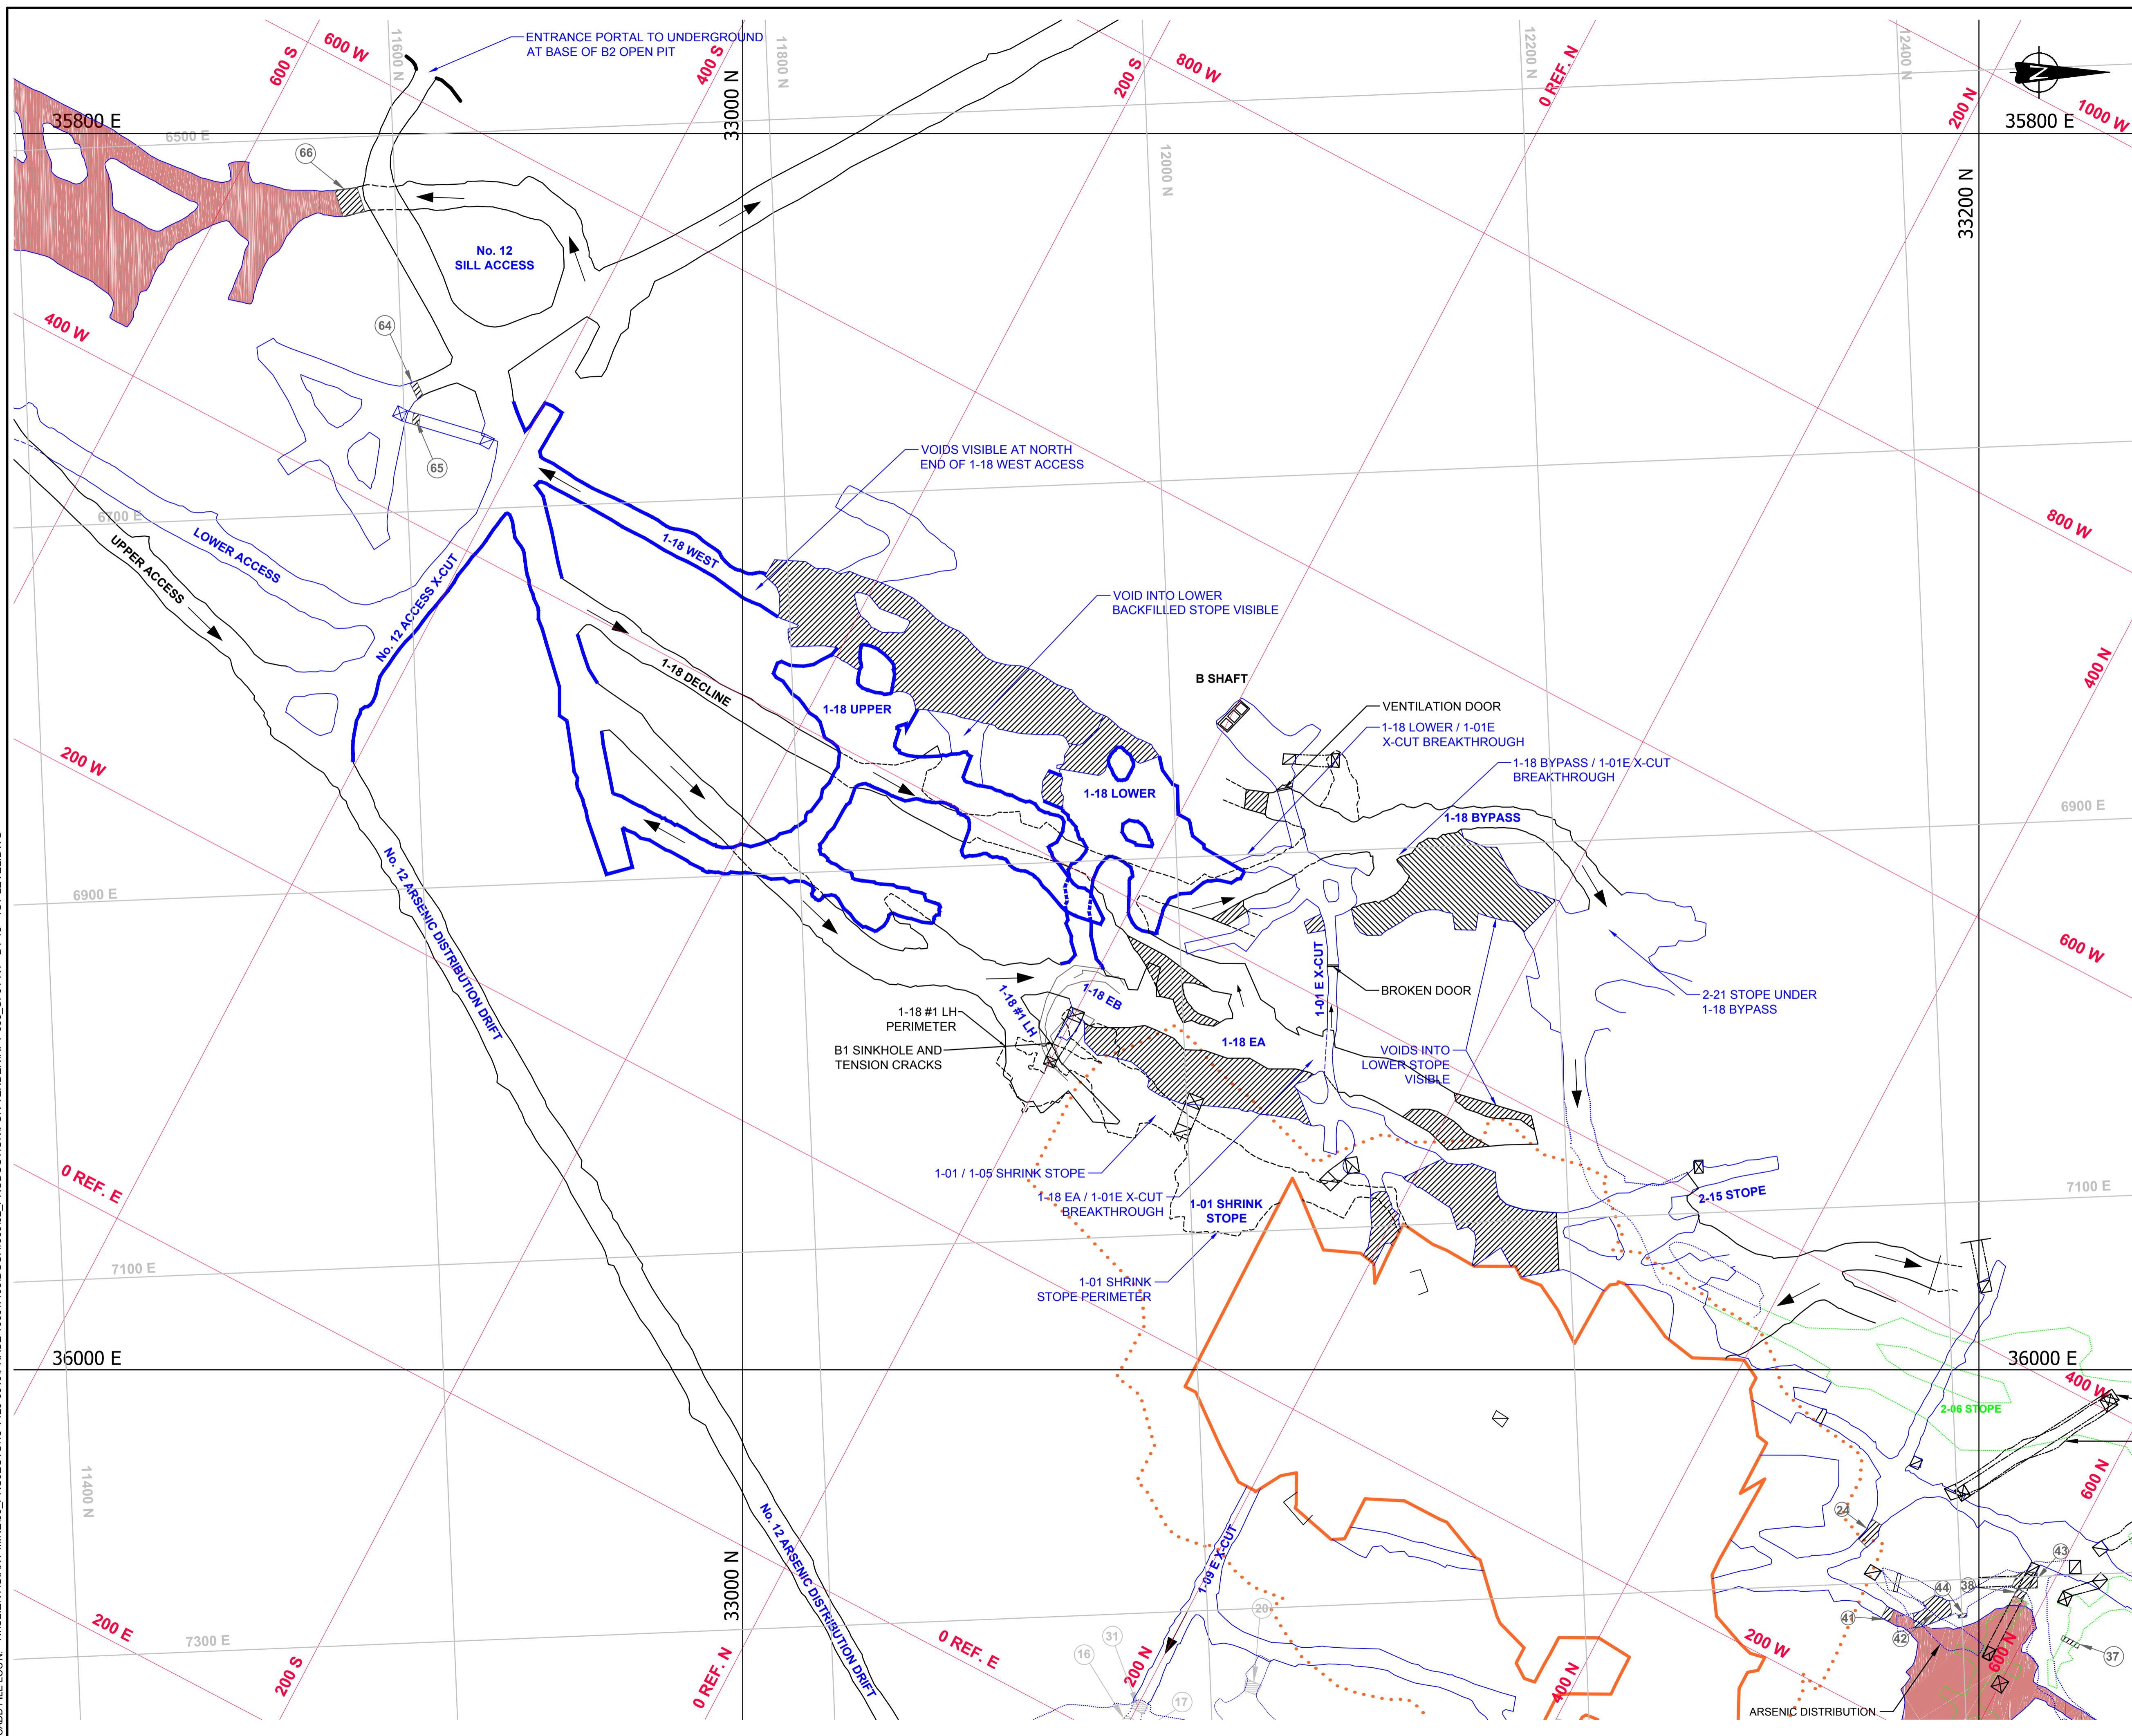 ENTRANCE PORTAL TO UNDERGROUND
AT BASE OF B2 OPEN PIT
600 S
600 W
11600 N
400 S
33000 N
11800 N
200 S
800 W
12200 N
0 REF. N
12400 N
200 N
N
1000 W
35800 E
6500 E
35800 E
12000 N
33200 N
66
No. 12
SILL ACCESS
400 W
64
65
VOIDS VISIBLE AT NORTH
END OF 1-18 WEST ACCESS
6700 E
800 W
UPPER ACCESS
LOWER ACCESS
No. 12 ACCESS X-CUT
1-18 WEST
VOID INTO LOWER
BACKFILLED STOPE VISIBLE
1-18 DECLINE
B SHAFT
400 N
1-18 UPPER
VENTILATION DOOR
1-18 LOWER / 1-01E
X-CUT BREAKTHROUGH
200 W
1-18 BYPASS / 1-01E X-CUT
BREAKTHROUGH
1-18 LOWER
1-18 BYPASS
6900 E
6900 E
No. 12 ARSENIC DISTRIBUTION DRIFT
600 W
1-01 E X-CUT
BROKEN DOOR
1-18 EB
1-18 #1 LH
2-21 STOPE UNDER
1-18 BYPASS
1-18 #1 LH
PERIMETER
1-18 EA
B1 SINKHOLE AND
TENSION CRACKS
VOIDS INTO
LOWER STOPE
VISIBLE
0 REF. E
1-01 / 1-05 SHRINK STOPE
1-18 EA / 1-01E X-CUT
BREAKTHROUGH
1-01 SHRINK
STOPE
2-15 STOPE
7100 E
7100 E
1-01 SHRINK
STOPE PERIMETER
36000 E
36000 E
400 W
2-06 STOPE
11400 N
600 N
24
33000 N
No. 12 ARSENIC DISTRIBUTION DRIFT
1-09 E X-CUT
43
44
38
41
42
37
200 E
7300 E
0 REF. E
20
31
16
17
200 S
0 REF. N
200 N
400 N
200 W
600 N
ARSENIC DISTRIBUTION